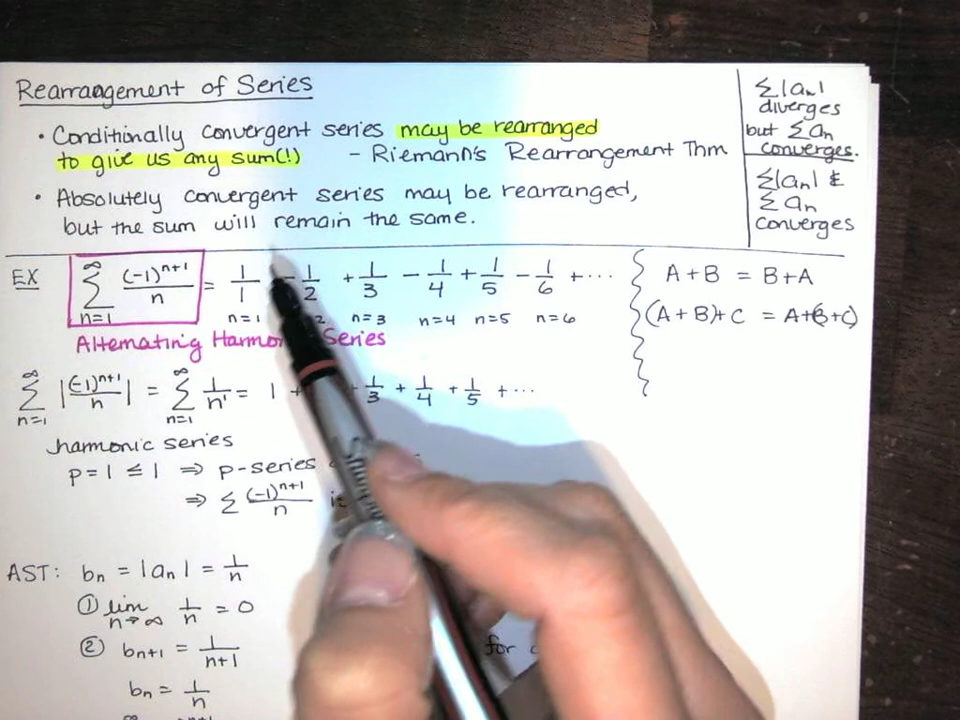 Rearrangement of Series
• Conditionally convergent series may be rearranged
to give us any sum(!) - Riemann's Rearrangement Thm
• Absolutely convergent series may be rearranged,
but the sum will remain the same.
Σ|an|
diverges
but Σan
converges.
Σ|an| &
Σan
converges
EX ∞ Σ n=1 (-1)^(n+1)/n = 1/1 - 1/2 + 1/3 - 1/4 + 1/5 - 1/6 + ...
n=1 2 n=3 n=4 n=5 n=6
Alternating Harmo Series
A+B = B+A
(A+B)+C = A+(B+C)
∞ Σ n=1 |(-1)^(n+1)/n| = ∞ Σ n=1 1/n' = 1 + + 1/3 + 1/4 + 1/5 + ...
harmonic series
p=1 ≤ 1 ⇒ p-series
⇒ Σ (-1)^(n+1)/n
AST: bn = |an| = 1/n
① lim n→∞ 1/n = 0
② bn+1 = 1/(n+1)
for
bn = 1/n